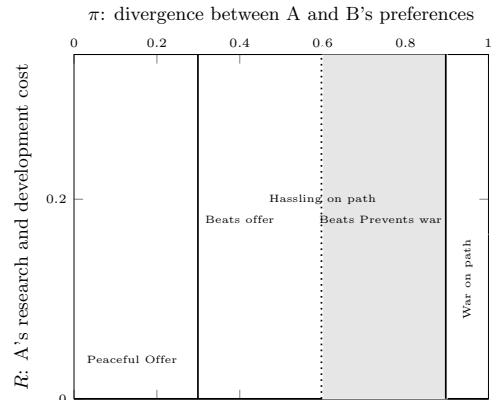 π: divergence between A and B's preferences
0 0.2 0.4 0.6 0.8 1
R: A's research and development cost
0.2
Hassling on path
Beats offer
Beats Prevents war
War on path
Peaceful Offer
0